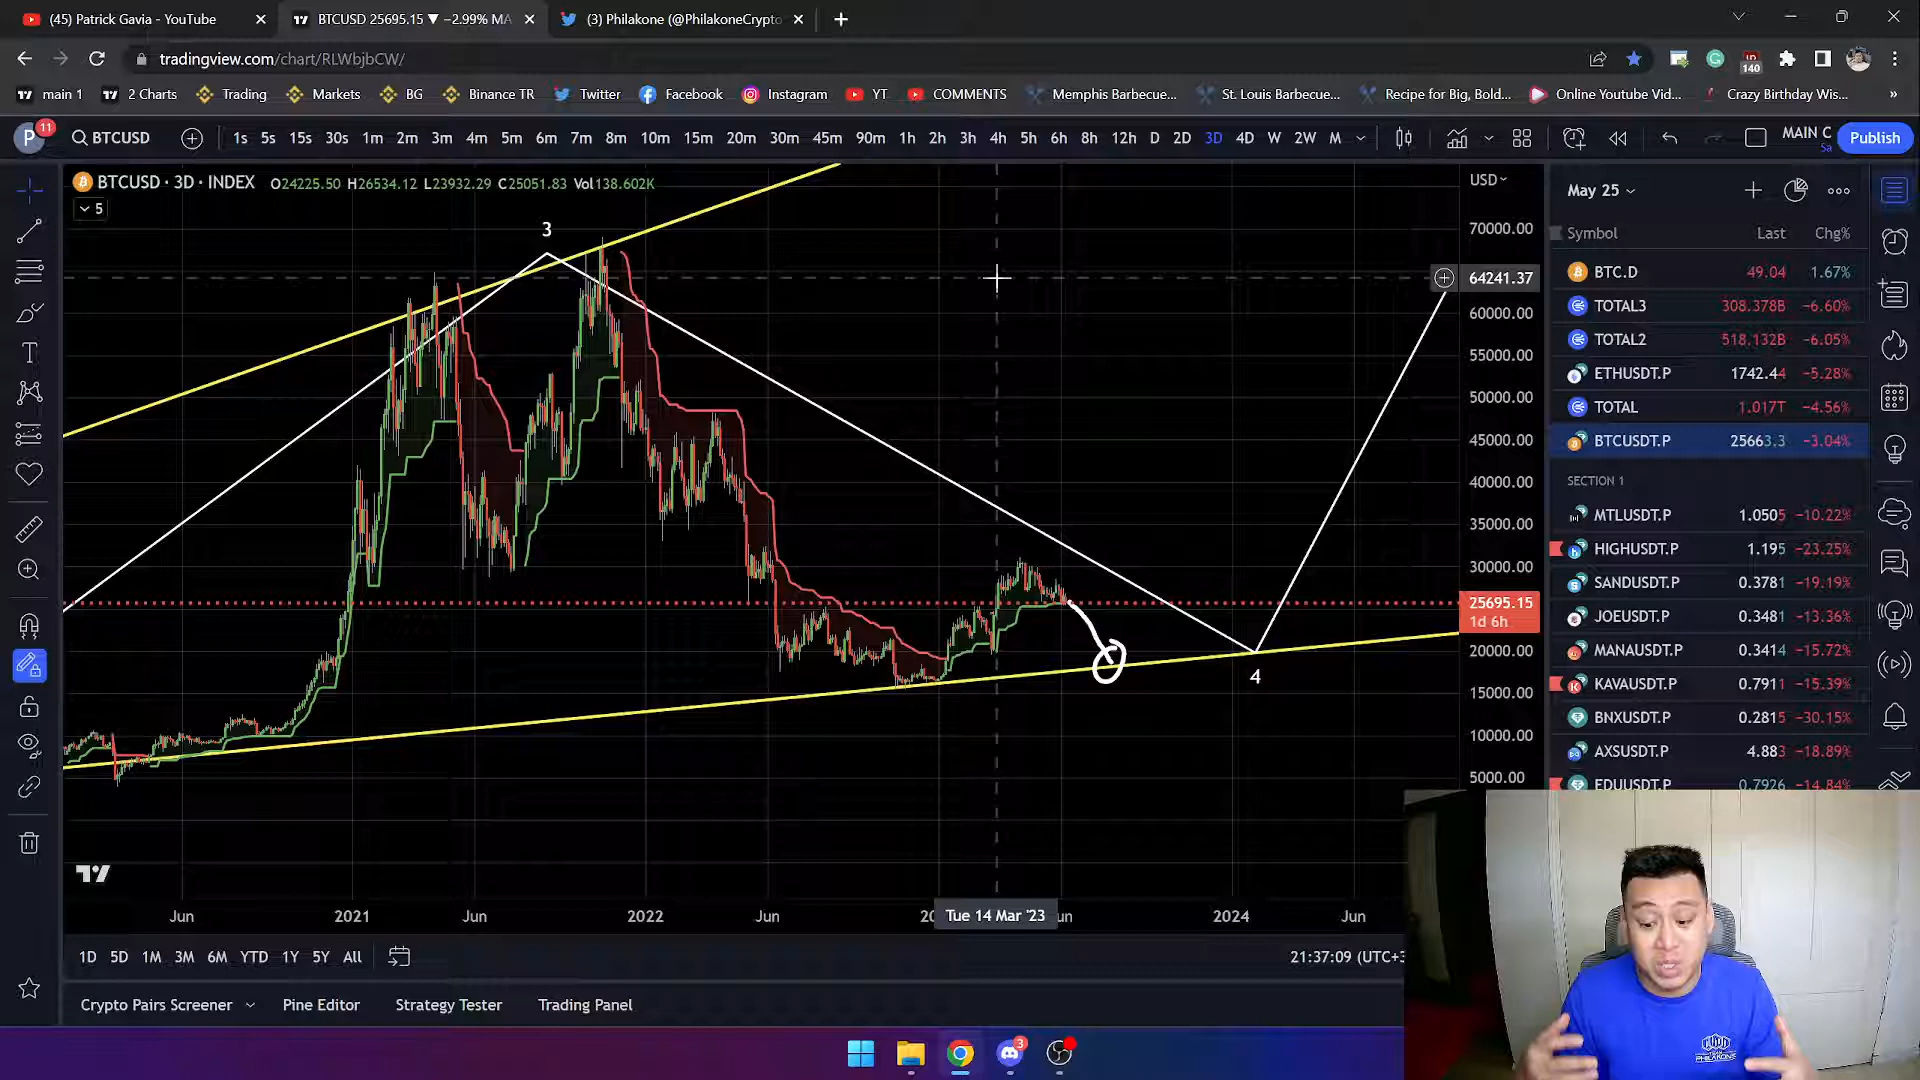 (45) Patrick Gavia - YouTube
BTCUSD 25695.15 ▼ −2.99% MA
(3) Philakone (@PhilakoneCrypto
tradingview.com/chart/RLWbjbCW/
140
main 1
2 Charts
Trading
Markets
BG
Binance TR
Twitter
Facebook
Instagram
YT
COMMENTS
Memphis Barbecue...
St. Louis Barbecue...
Recipe for Big, Bold...
Online Youtube Vid...
Crazy Birthday Wis...
»
P
11
BTCUSD
1s 5s 15s 30s 1m 2m 3m 4m 5m 6m 7m 8m 10m 15m 20m 30m 45m 90m 1h 2h 3h 4h 5h 6h 8h 12h D 2D 3D 4D W 2W M
MAIN C
Sa
Publish
BTCUSD · 3D · INDEX O24225.50 H26534.12 L23932.29 C25051.83 Vol138.602K
5
USD
3
4
70000.00
64241.37
60000.00
55000.00
50000.00
45000.00
40000.00
35000.00
30000.00
25695.15
1d 6h
20000.00
15000.00
10000.00
5000.00
Jun 2021 Jun 2022 Jun 20 Tue 14 Mar '23 un 2024 Jun
May 25
Symbol Last Chg%
BTC.D 49.04 1.67%
TOTAL3 308.378B −6.60%
TOTAL2 518.132B −6.05%
ETHUSDT.P 1742.44 −5.28%
TOTAL 1.017T −4.56%
BTCUSDT.P 25663.3 −3.04%
SECTION 1
MTLUSDT.P 1.0505 −10.22%
HIGHUSDT.P 1.195 −23.25%
SANDUSDT.P 0.3781 −19.19%
JOEUSDT.P 0.3481 −13.36%
MANAUSDT.P 0.3414 −15.72%
KAVAUSDT.P 0.7911 −15.39%
BNXUSDT.P 0.2815 −30.15%
AXSUSDT.P 4.883 −18.89%
EDUUSDT.P 0.7926 −14.84%
1D 5D 1M 3M 6M YTD 1Y 5Y All
21:37:09 (UTC+3
Crypto Pairs Screener
Pine Editor
Strategy Tester
Trading Panel
3
PHILAKONE